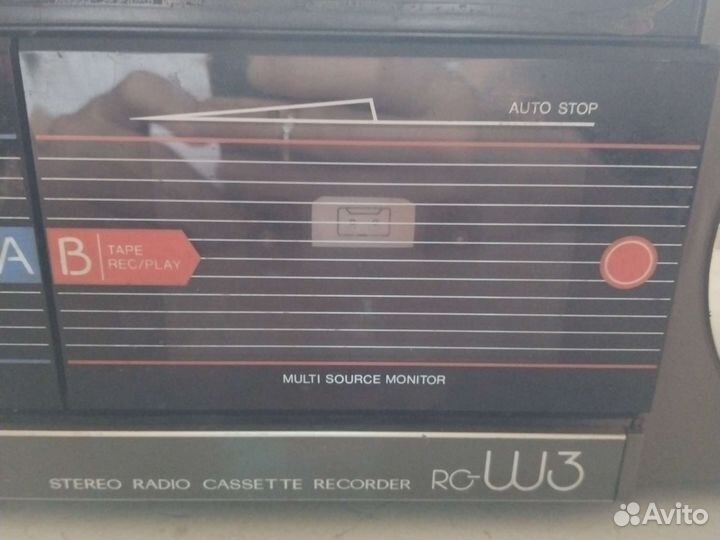 AUTO STOP
A B TAPE
REC/PLAY
MULTI SOURCE MONITOR
STEREO RADIO CASSETTE RECORDER RC-W3
Avito